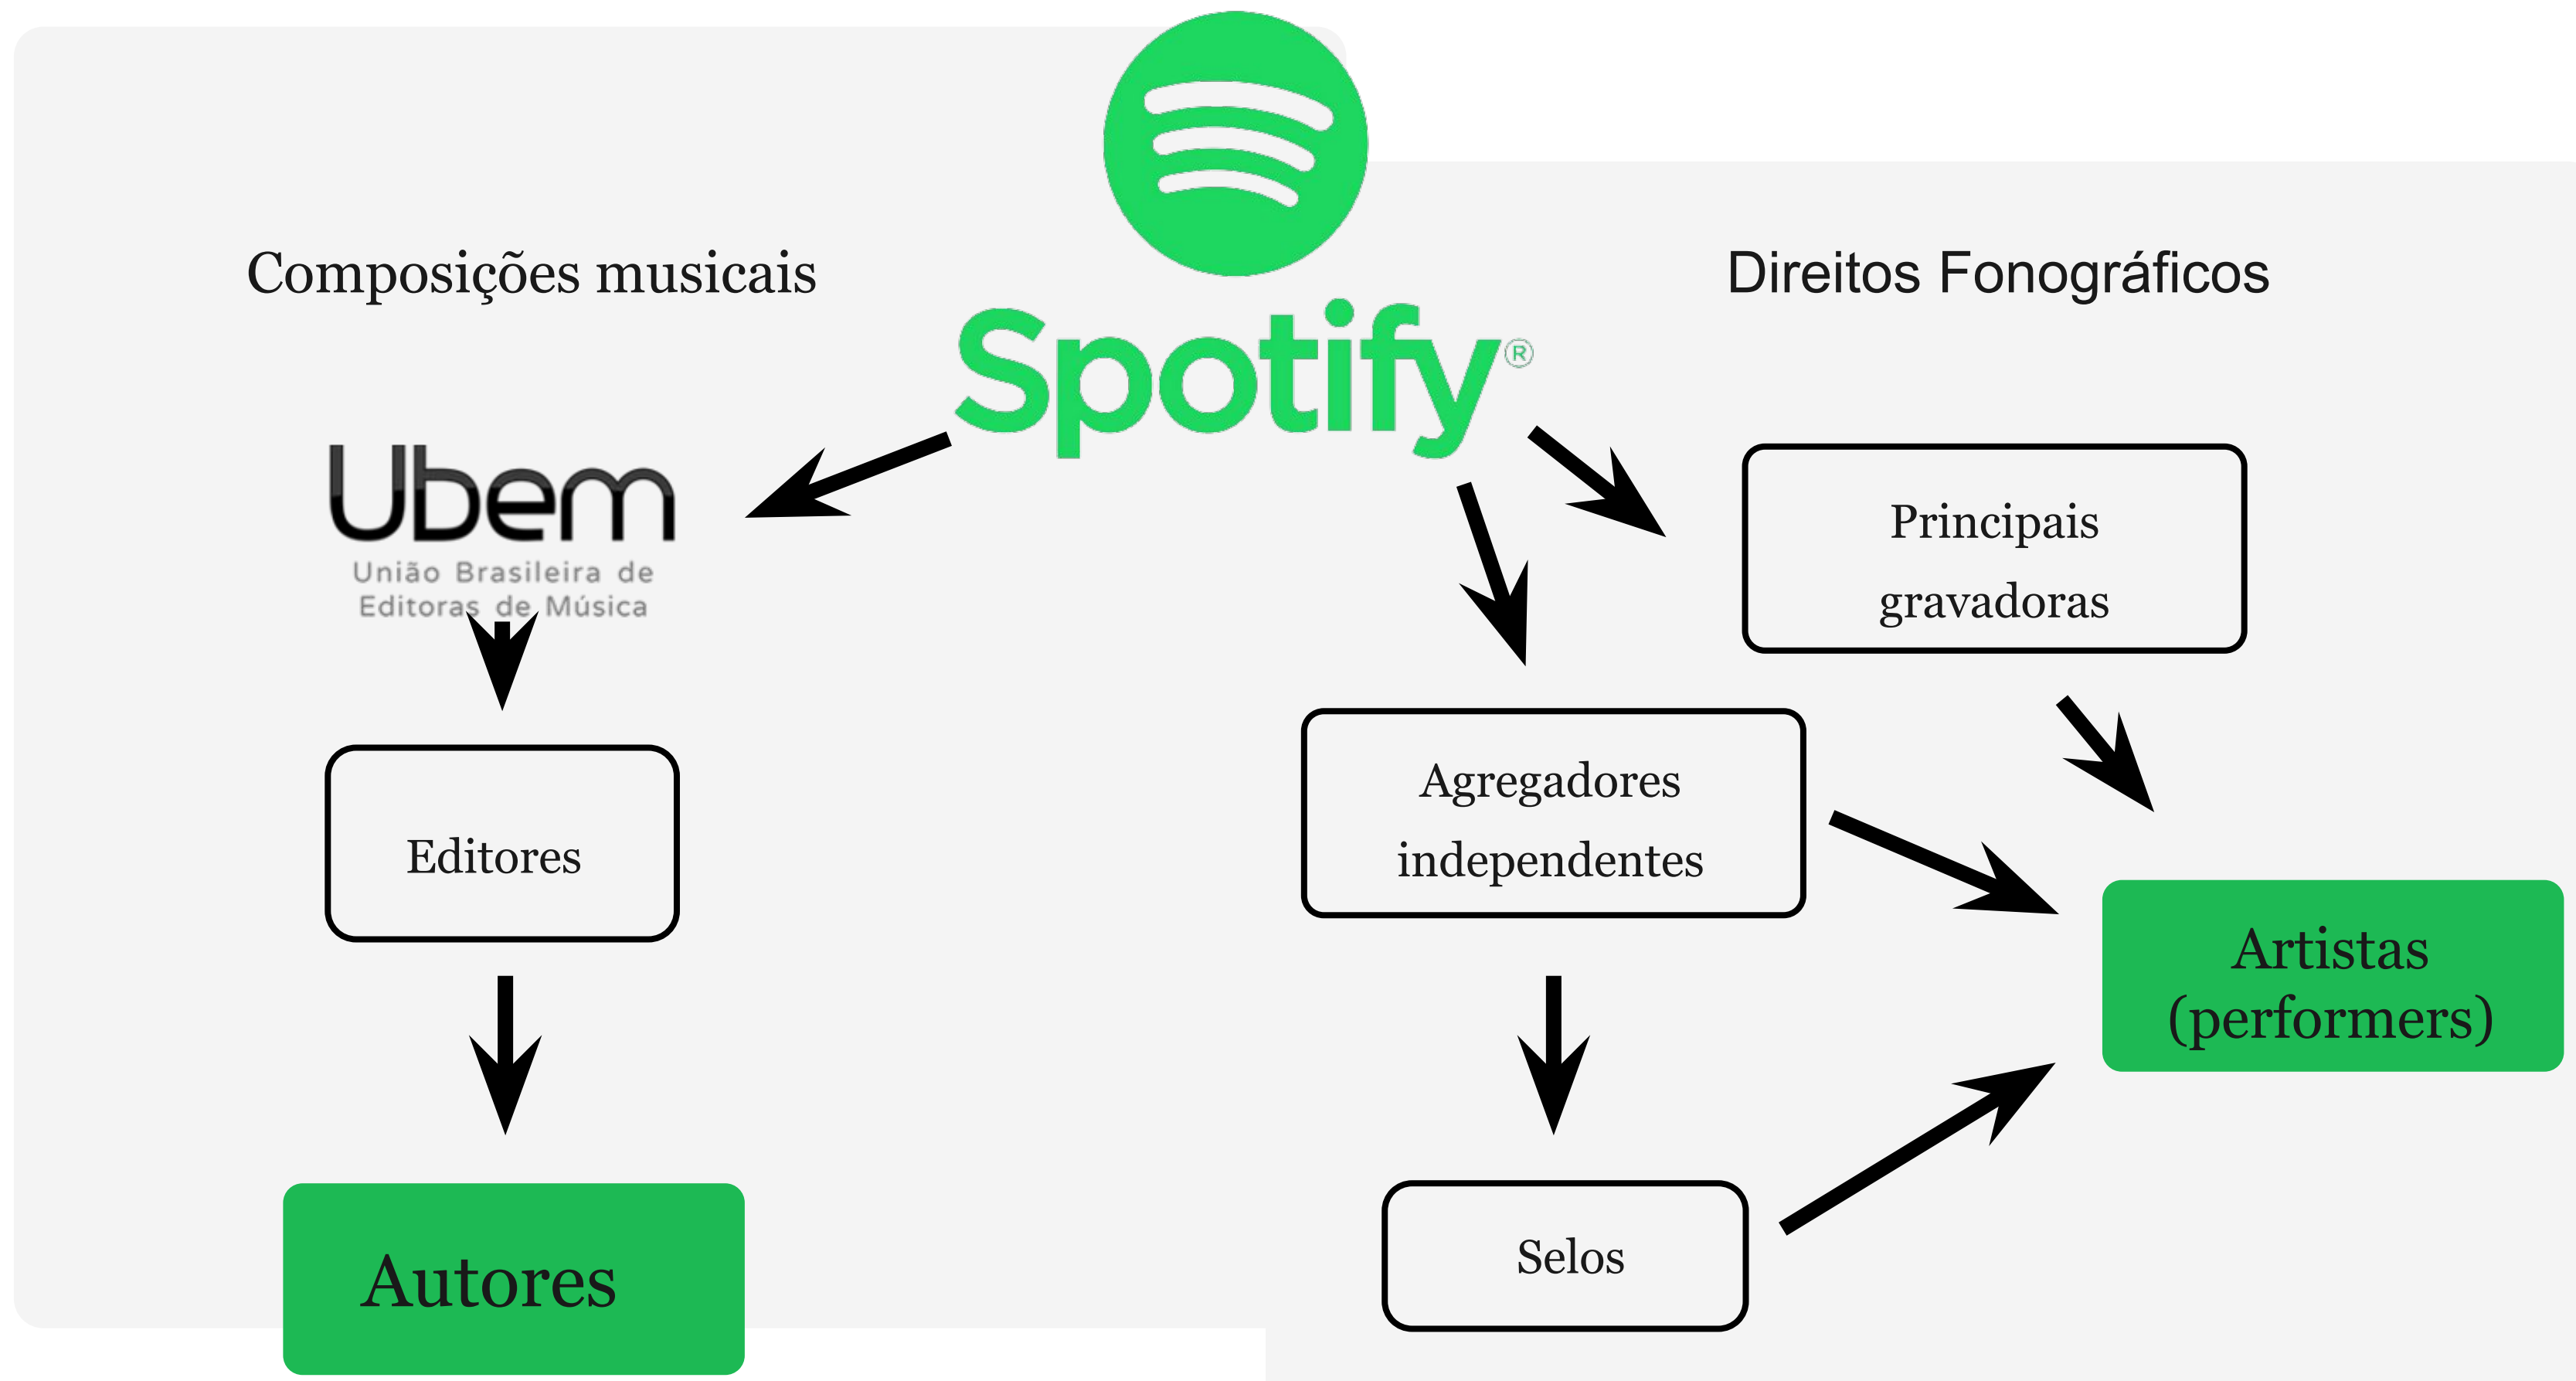 Composições musicais
Spotify®
Direitos Fonográficos
Ubem
União Brasileira de
Editoras de Música
Principais
gravadoras
Editores
Agregadores
independentes
Artistas
(performers)
Autores
Selos